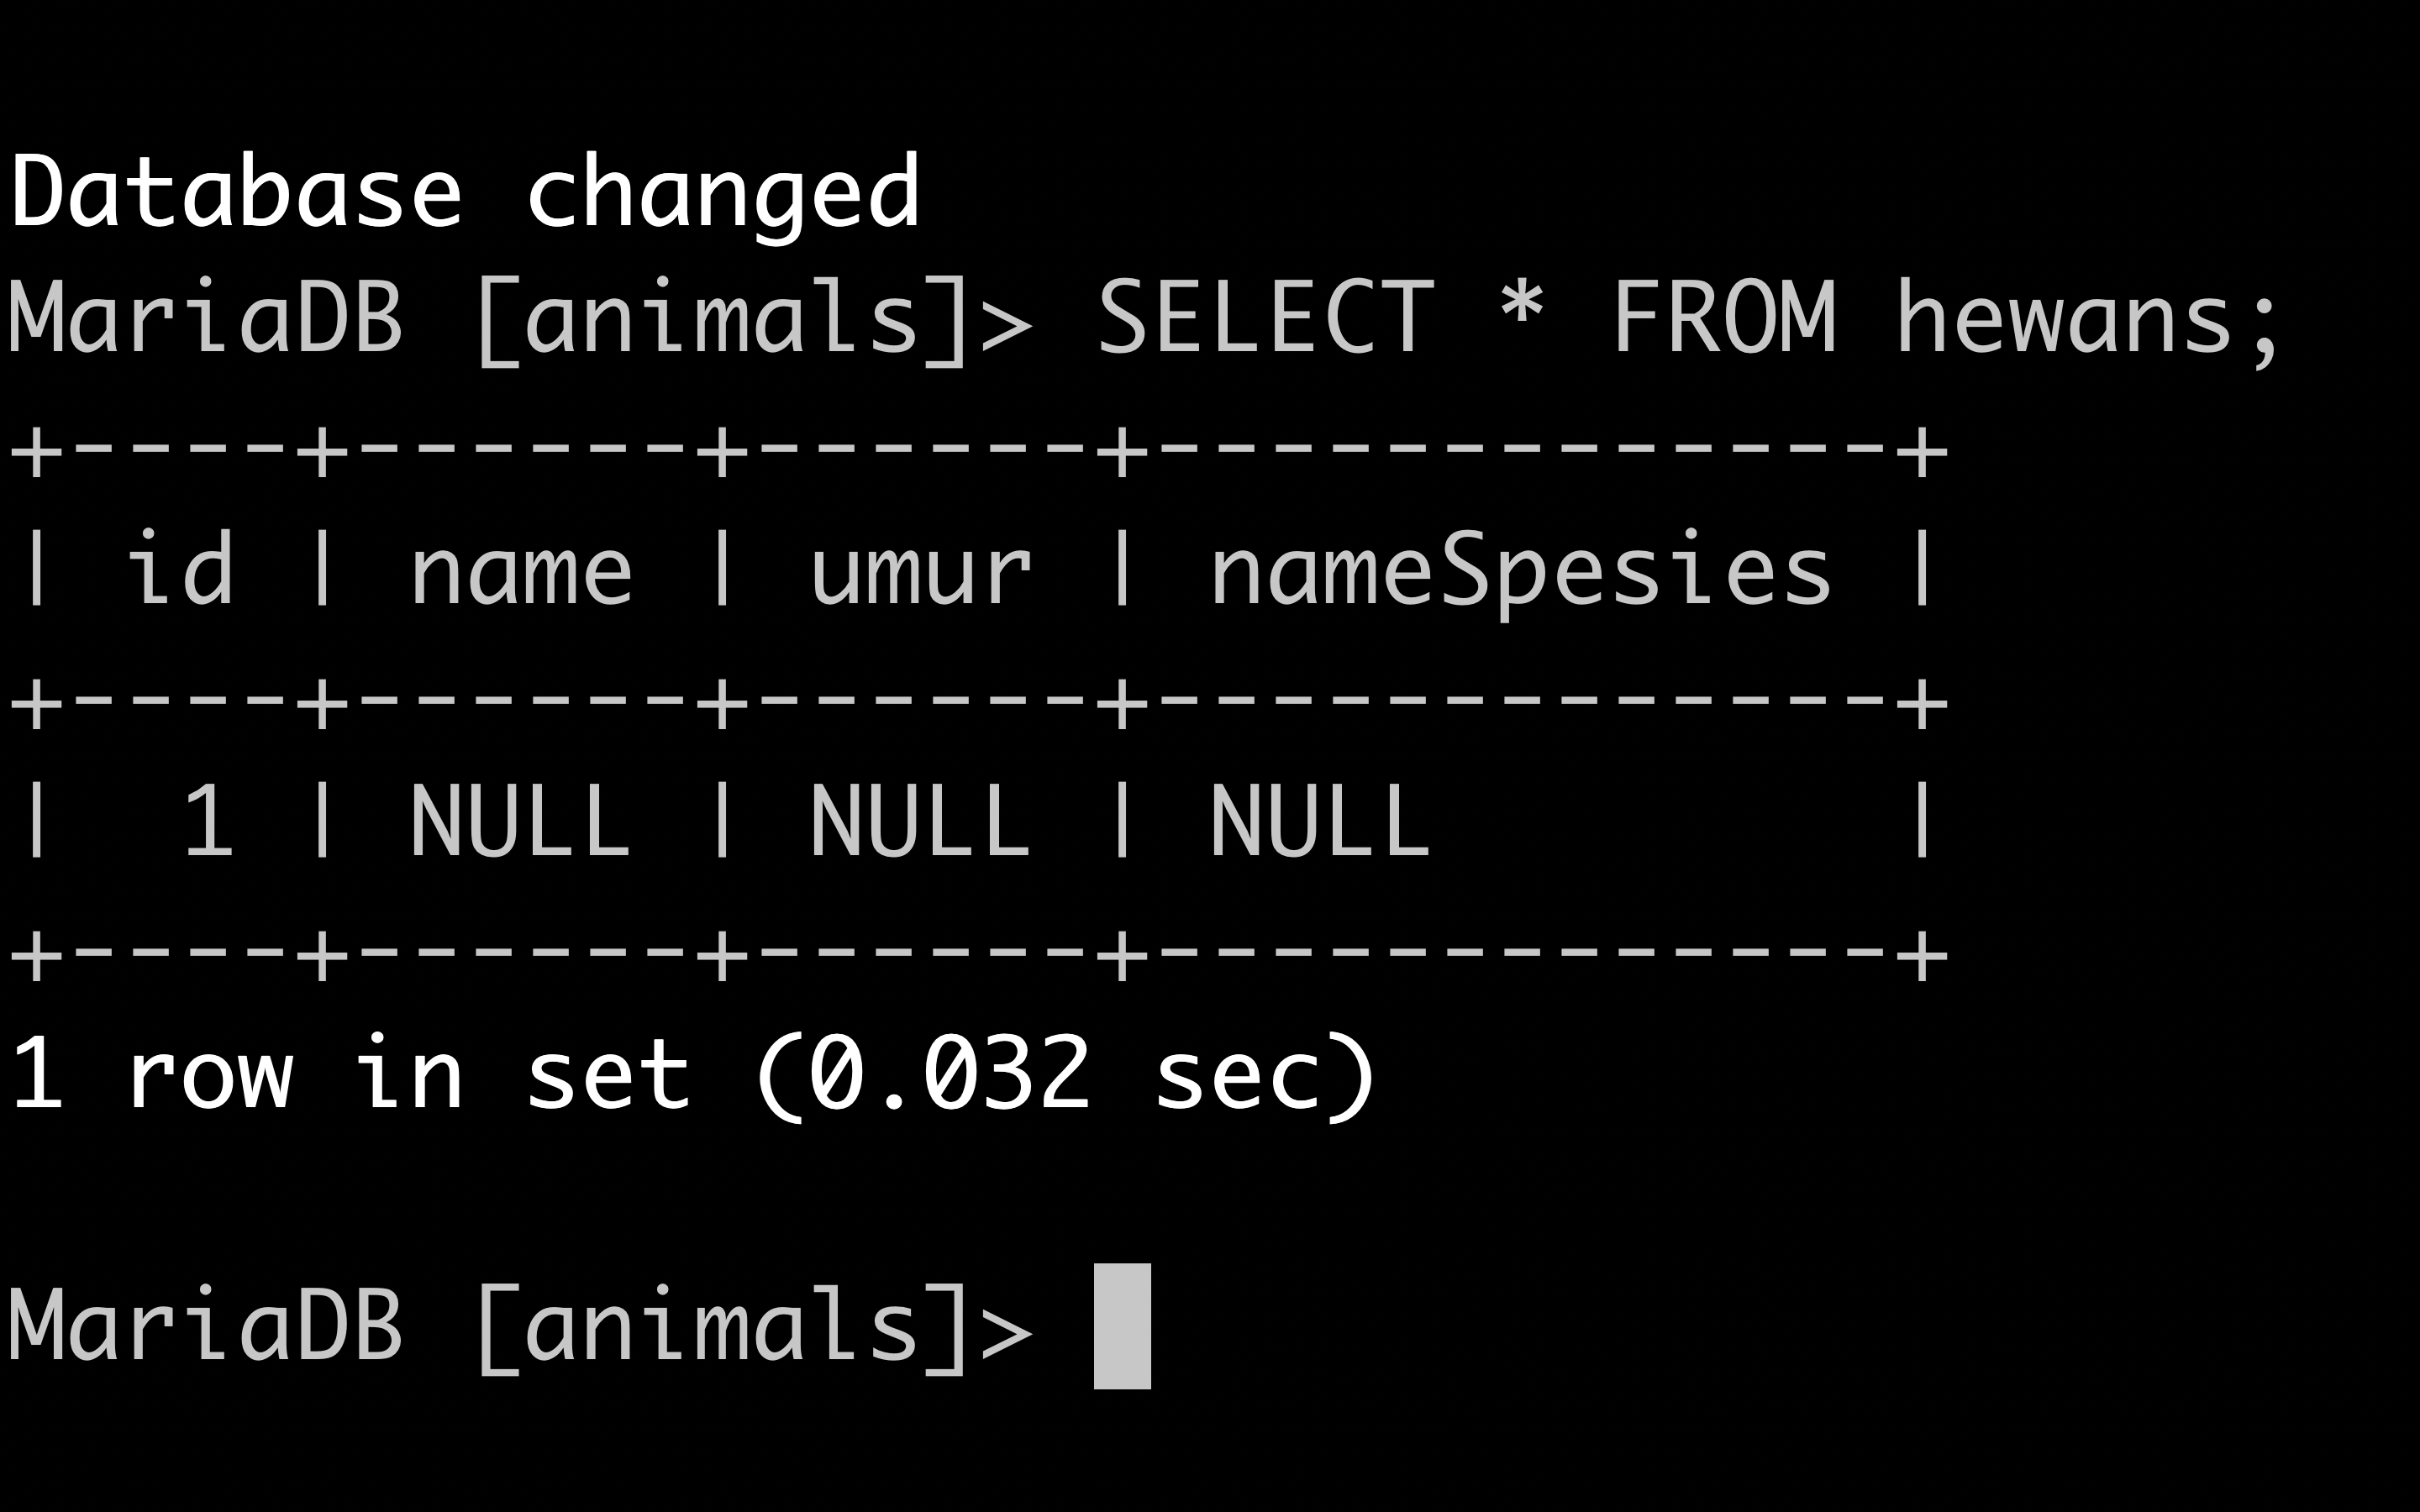 Database changed
MariaDB [animals]> SELECT * FROM hewans;
+----+------+------+-------------+
| id | name | umur | nameSpesies |
+----+------+------+-------------+
|  1 | NULL | NULL | NULL        |
+----+------+------+-------------+
1 row in set (0.032 sec)
MariaDB [animals]>